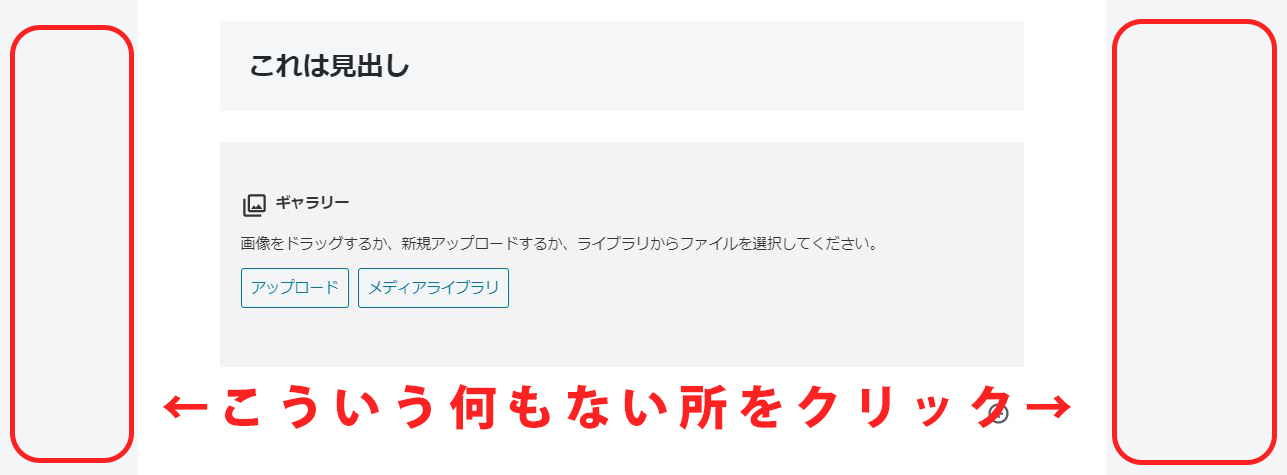 これは見出し
ギャラリー
画像をドラッグするか、新規アップロードするか、ライブラリからファイルを選択してください。
アップロード メディアライブラリ
←こういう何もない所をクリック→